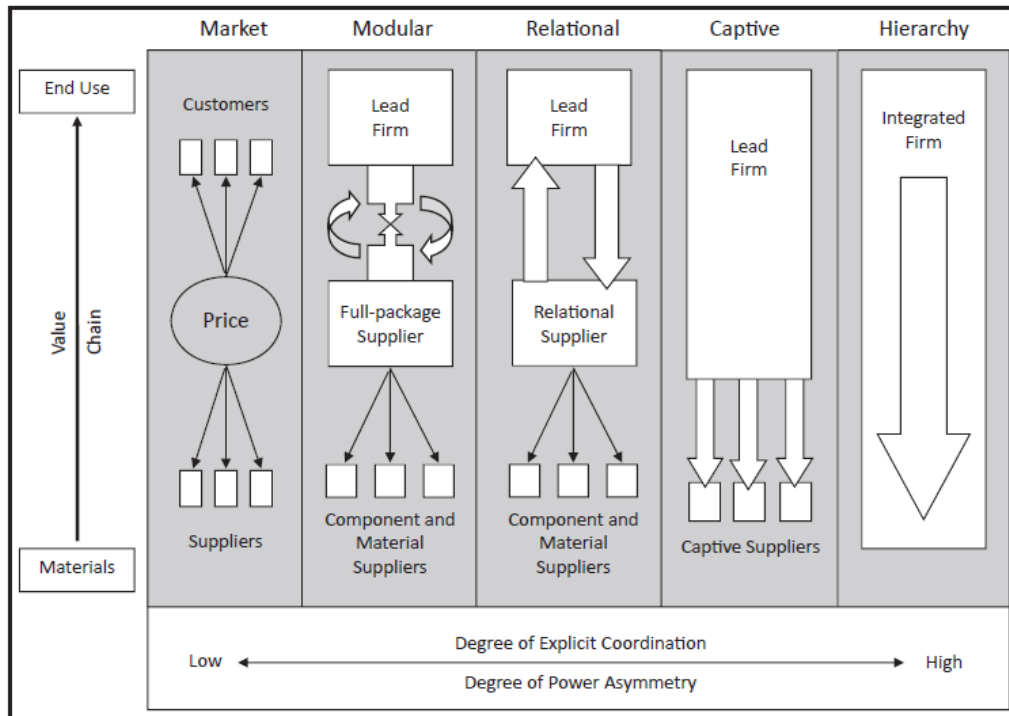 Market
Modular
Relational
Captive
Hierarchy
End Use
Value
Chain
Materials
Customers
Price
Suppliers
Lead
Firm
Full-package
Supplier
Component and
Material
Suppliers
Lead
Firm
Relational
Supplier
Component and
Material
Suppliers
Lead
Firm
Captive Suppliers
Integrated
Firm
Degree of Explicit Coordination
Low
High
Degree of Power Asymmetry